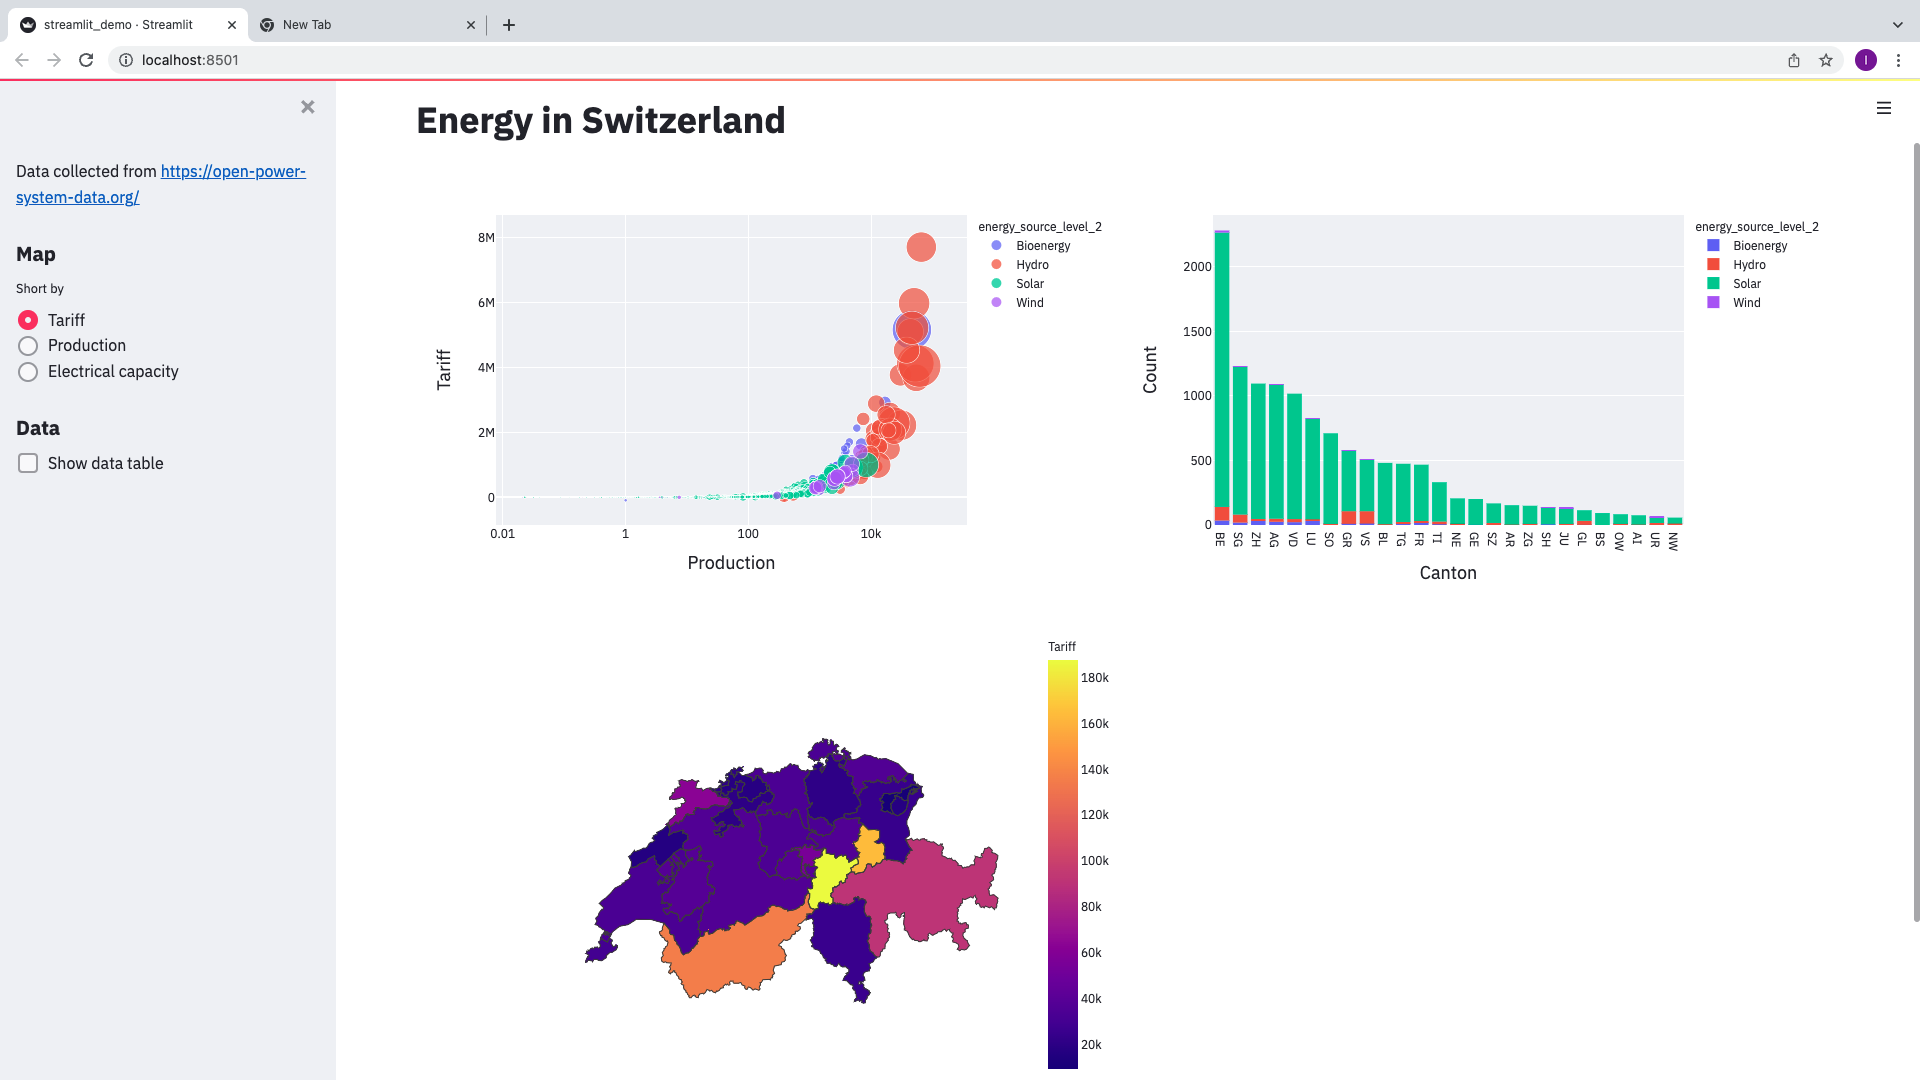 streamlit_demo · Streamlit
New Tab
localhost:8501
I
Energy in Switzerland
Data collected from https://open-power-
system-data.org/
Map
Short by
Tariff
Production
Electrical capacity
Data
Show data table
8M
6M
4M
2M
0
Tariff
0.01
1
100
10k
Production
energy_source_level_2
Bioenergy
Hydro
Solar
Wind
2000
1500
1000
500
0
Count
BE
SG
ZH
AG
VD
LU
SO
GR
VS
BL
TG
FR
TI
NE
GE
SZ
AR
ZG
SH
JU
GL
BS
OW
AI
UR
NW
Canton
energy_source_level_2
Bioenergy
Hydro
Solar
Wind
Tariff
180k
160k
140k
120k
100k
80k
60k
40k
20k